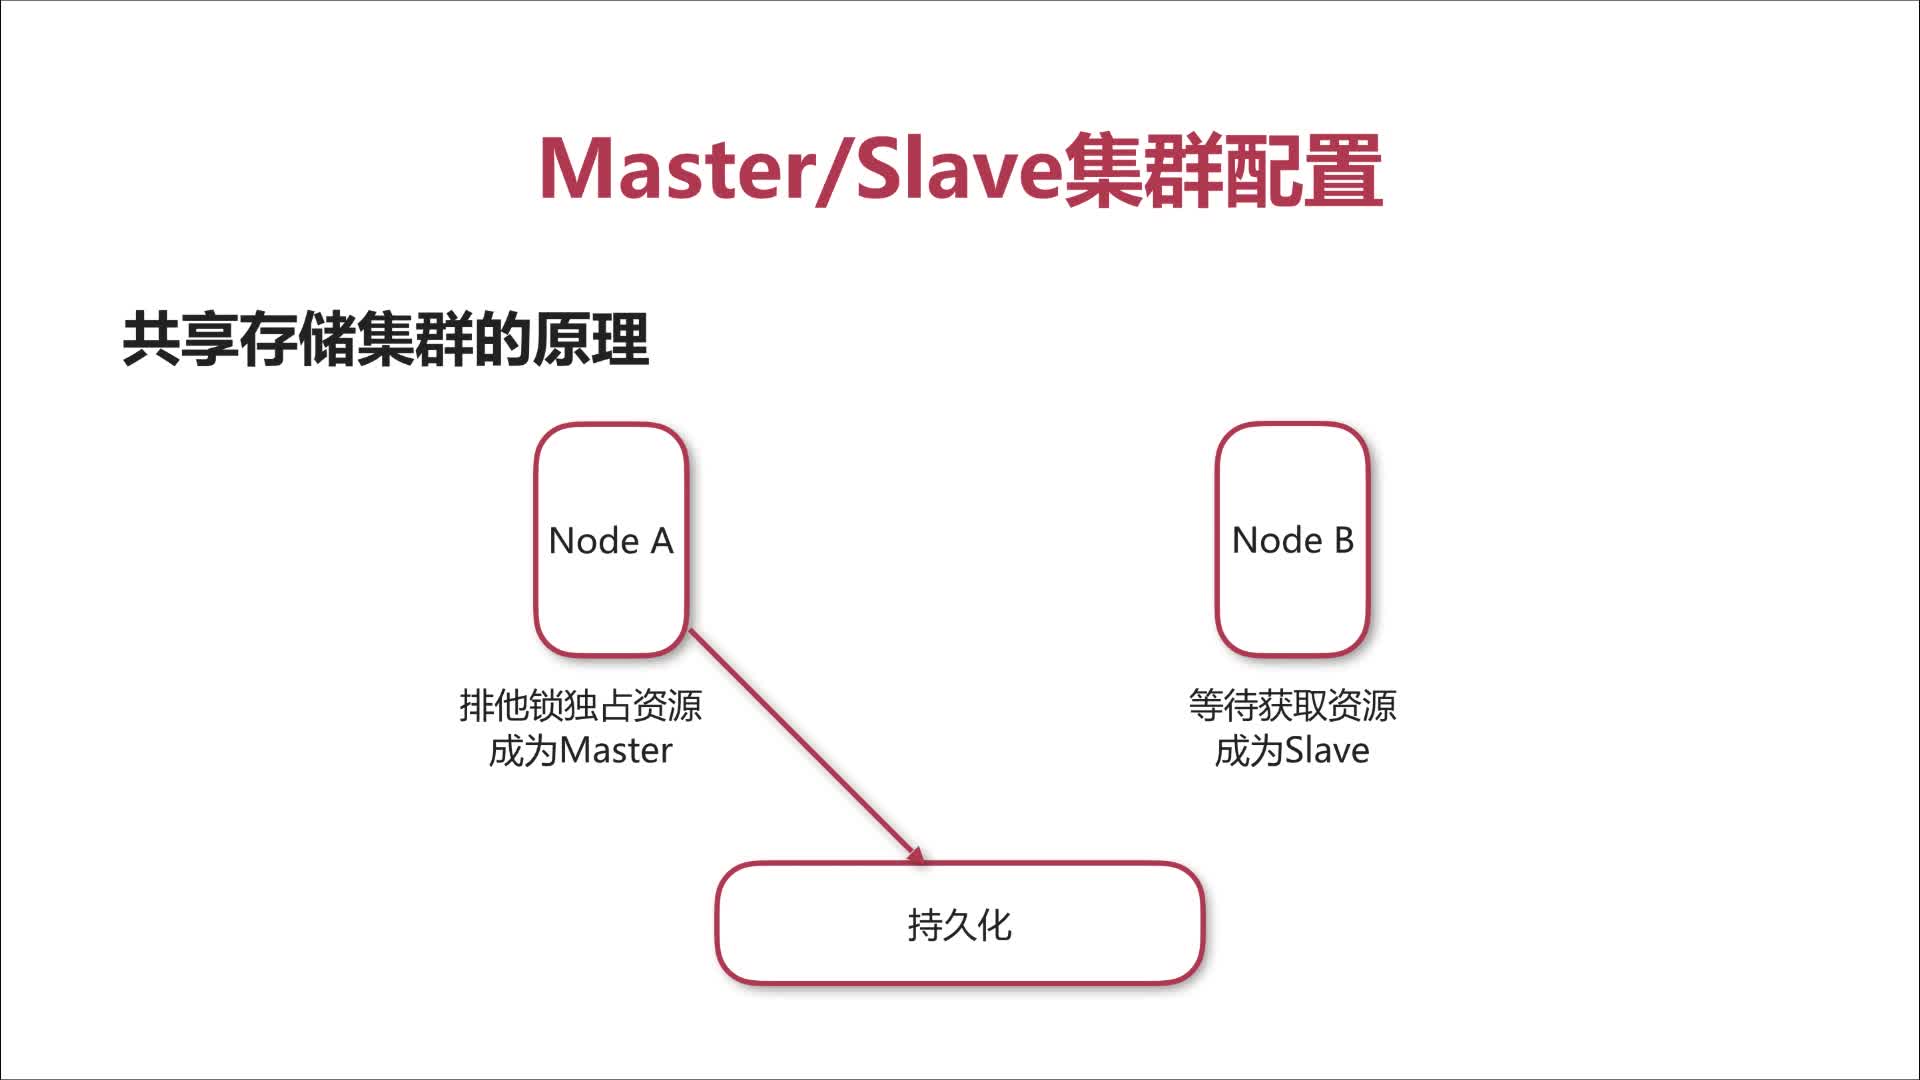 Master/Slave集群配置
共享存储集群的原理
Node A
Node B
排他锁独占资源
成为Master
等待获取资源
成为Slave
持久化